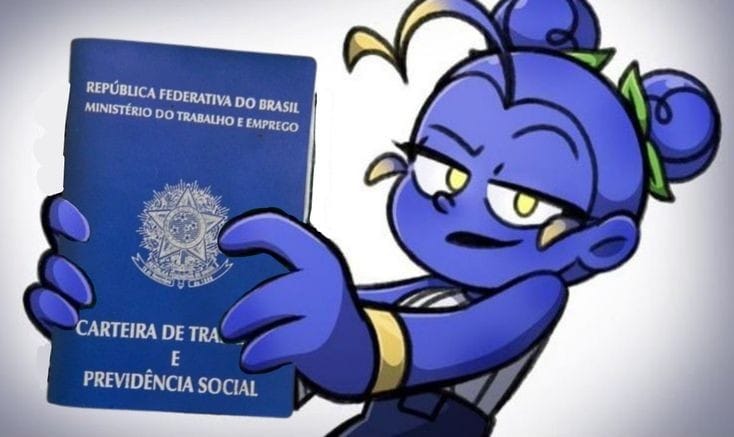 REPÚBLICA FEDERATIVA DO BRASIL
MINISTÉRIO DO TRABALHO E EMPREGO
CARTEIRA DE TRA
E
PREVIDÊNCIA SOCIAL